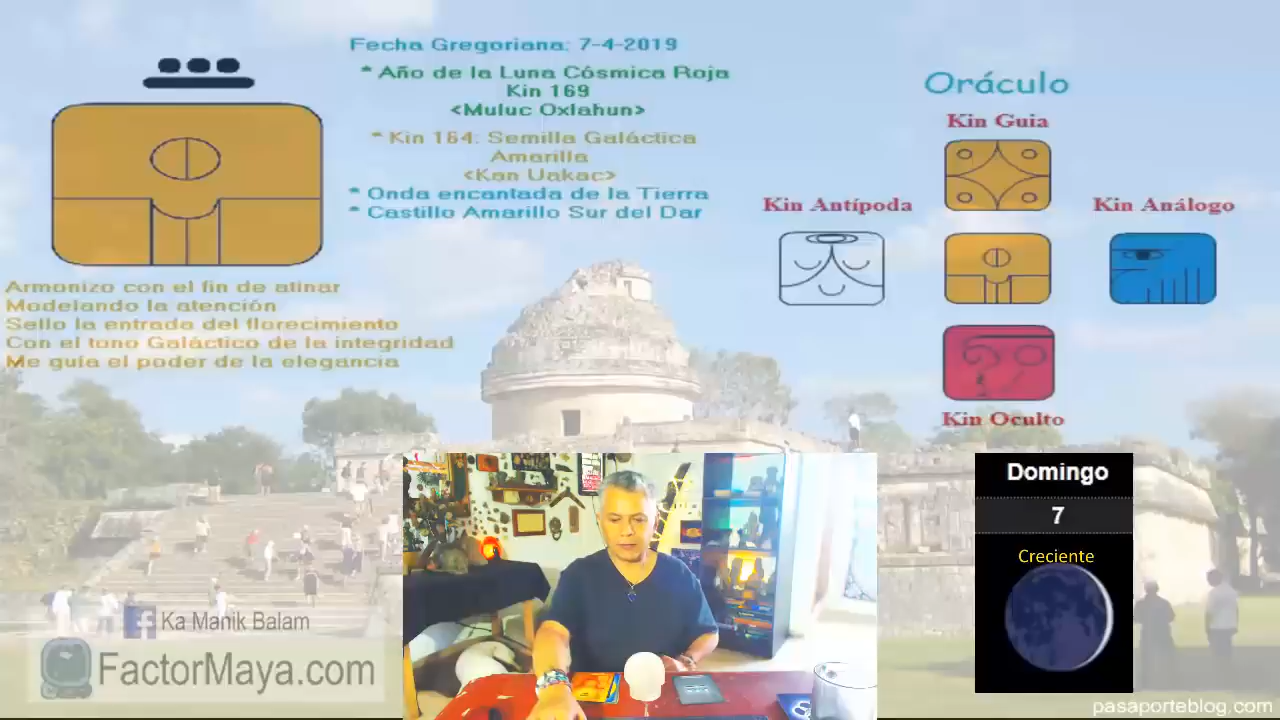 Fecha Gregoriana: 7-4-2019
* Año de la Luna Cósmica Roja
Kin 169
<Muluc Oxlahun>
* Kin 164: Semilla Galáctica
Amarilla
<Kan Uakac>
* Onda encantada de la Tierra
* Castillo Amarillo Sur del Dar
Armonizo con el fin de atinar
Modelando la atención
Sello la entrada del florecimiento
Con el tono Galáctico de la integridad
Me guía el poder de la elegancia
Oráculo
Kin Guia
Kin Antípoda
Kin Análogo
Kin Oculto
Domingo
7
Creciente
Ka Manik Balam
FactorMaya.com
pasaporteblog.com